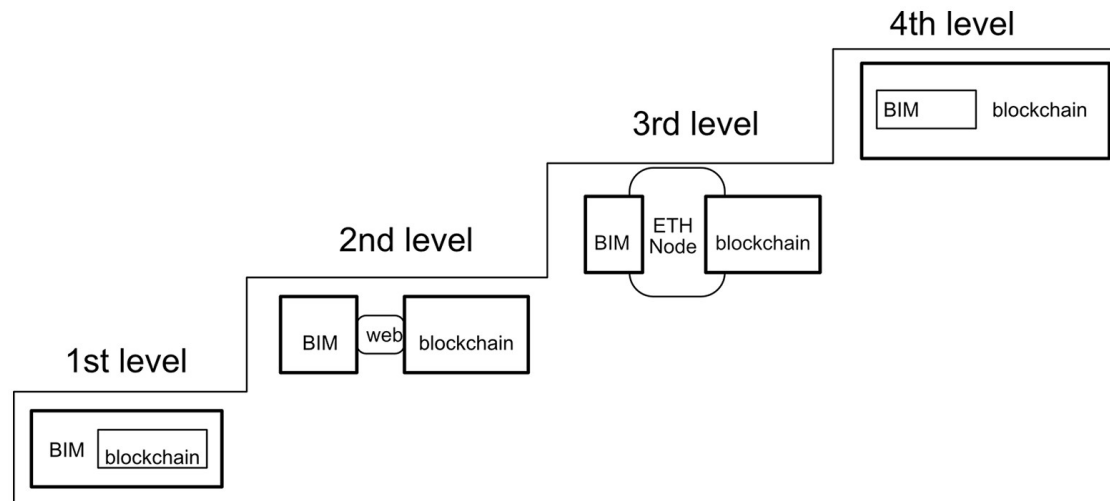 4th level
BIM blockchain
3rd level
BIM
ETH
Node
blockchain
2nd level
BIM web blockchain
1st level
BIM blockchain